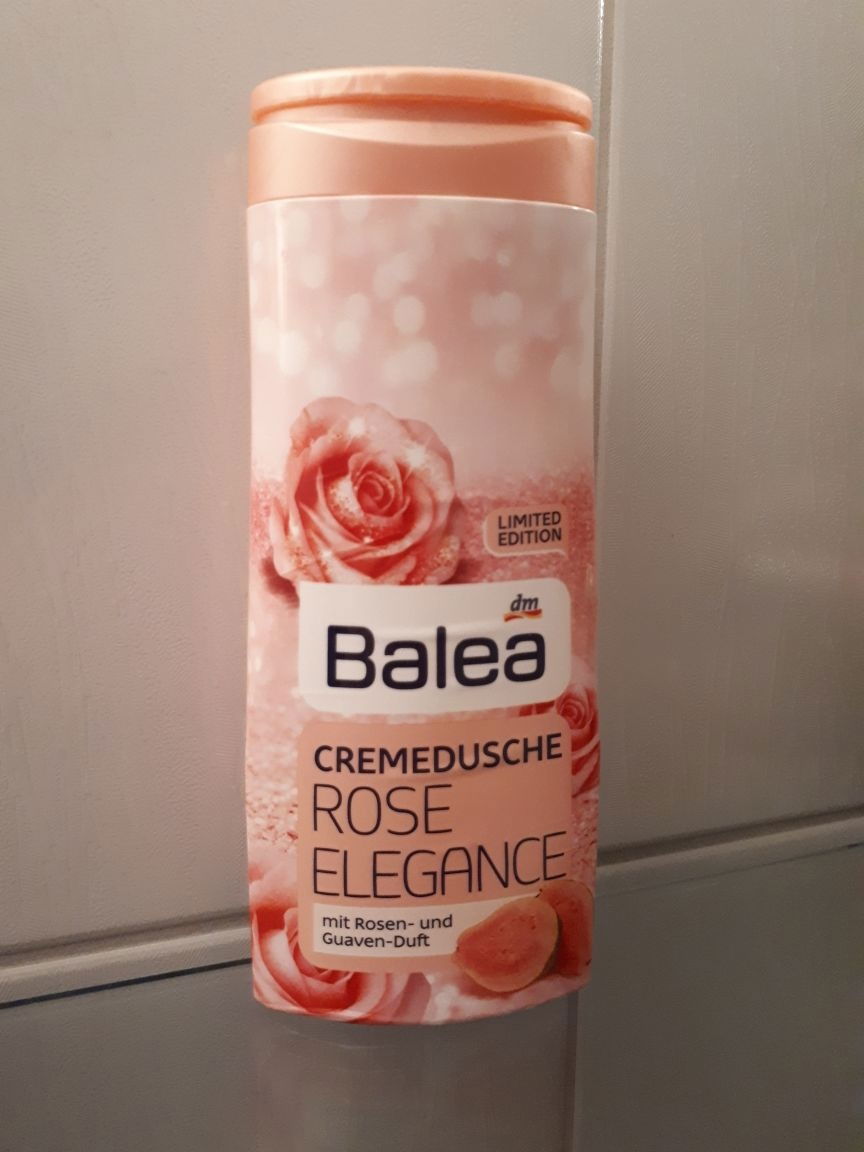 LIMITED
EDITION
dm
Balea
CREMEDUSCHE
ROSE
ELEGANCE
mit Rosen- und
Guaven-Duft